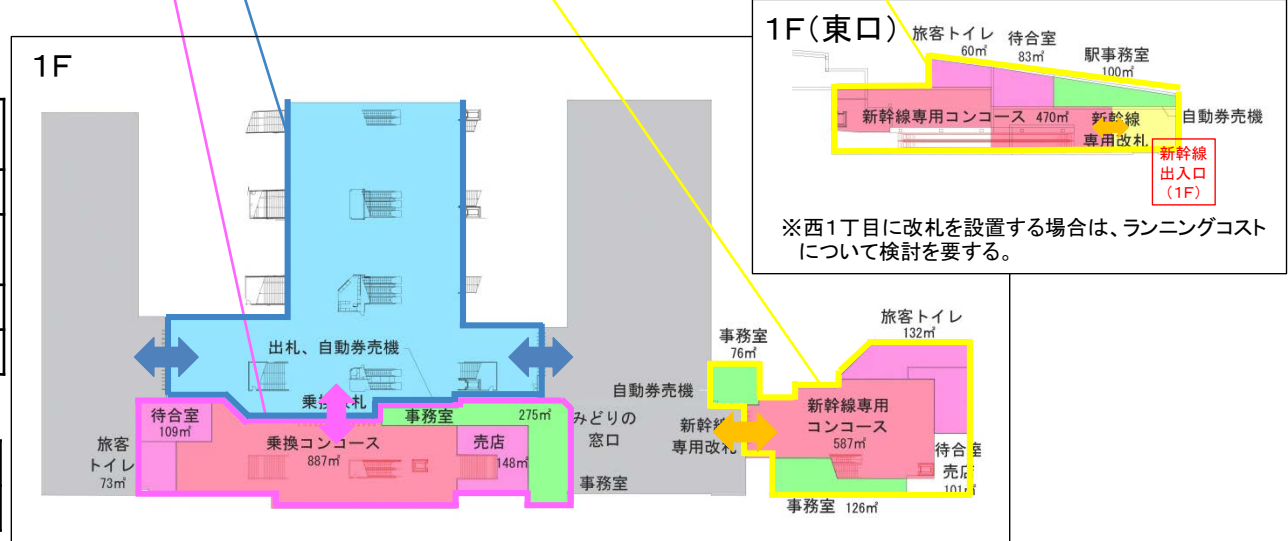 1F(東口)
旅客トイレ
60㎡
待合室
83㎡
駅事務室
100㎡
新幹線専用コンコース 470㎡
新幹線
専用改札
自動券売機
新幹線
出入口
(1F)
※西1丁目に改札を設置する場合は、ランニングコスト
について検討を要する。
1F
出札、自動券売機
待合室
109㎡
旅客
トイレ
73㎡
乗換コンコース
887㎡
事務室
275㎡
売店
148㎡
みどりの
窓口
事務室
事務室
76㎡
自動券売機
新幹線
専用改札
旅客トイレ
132㎡
新幹線専用
コンコース
587㎡
待合室
売店
101㎡
事務室 126㎡